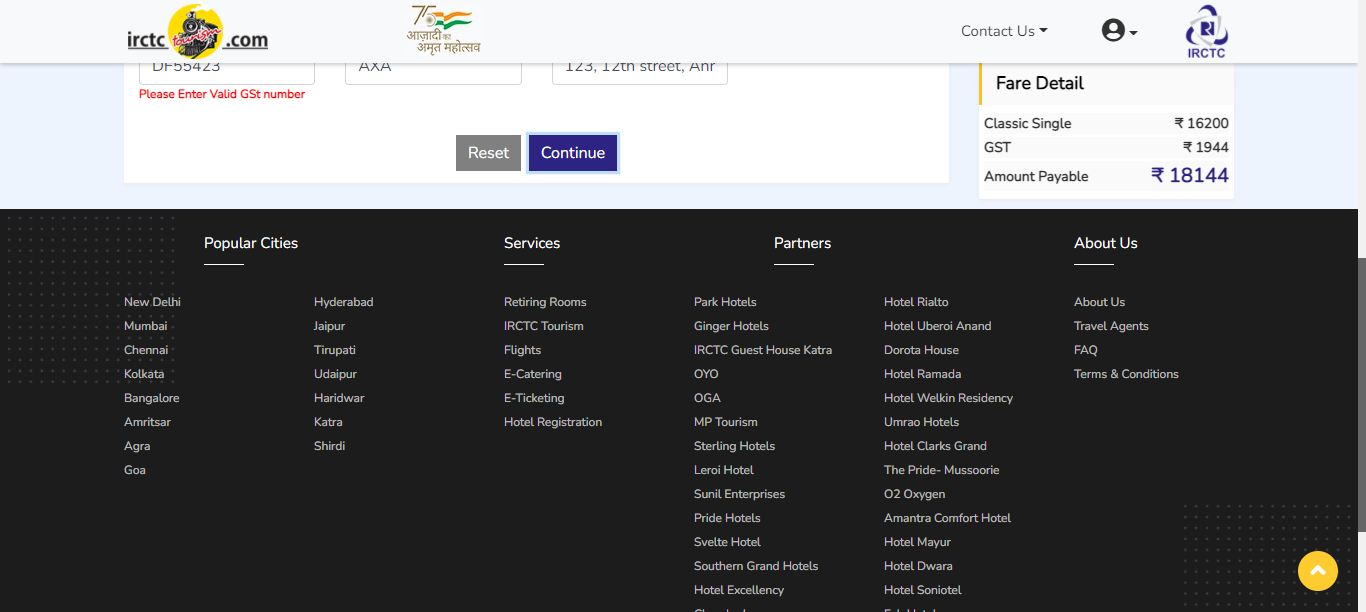 irctc tourism .com
75
आज़ादी का
अमृत महोत्सव
Contact Us
IRCTC
DF55423
AXA
123, 12th street, Anr
Please Enter Valid GSt number
Reset
Continue
Fare Detail
Classic Single ₹ 16200
GST ₹ 1944
Amount Payable ₹ 18144
Popular Cities
New Delhi
Mumbai
Chennai
Kolkata
Bangalore
Amritsar
Agra
Goa
Hyderabad
Jaipur
Tirupati
Udaipur
Haridwar
Katra
Shirdi
Services
Retiring Rooms
IRCTC Tourism
Flights
E-Catering
E-Ticketing
Hotel Registration
Partners
Park Hotels
Ginger Hotels
IRCTC Guest House Katra
OYO
OGA
MP Tourism
Sterling Hotels
Leroi Hotel
Sunil Enterprises
Pride Hotels
Svelte Hotel
Southern Grand Hotels
Hotel Excellency
Hotel Rialto
Hotel Uberoi Anand
Dorota House
Hotel Ramada
Hotel Welkin Residency
Umrao Hotels
Hotel Clarks Grand
The Pride- Mussoorie
O2 Oxygen
Amantra Comfort Hotel
Hotel Mayur
Hotel Dwara
Hotel Soniotel
About Us
About Us
Travel Agents
FAQ
Terms & Conditions